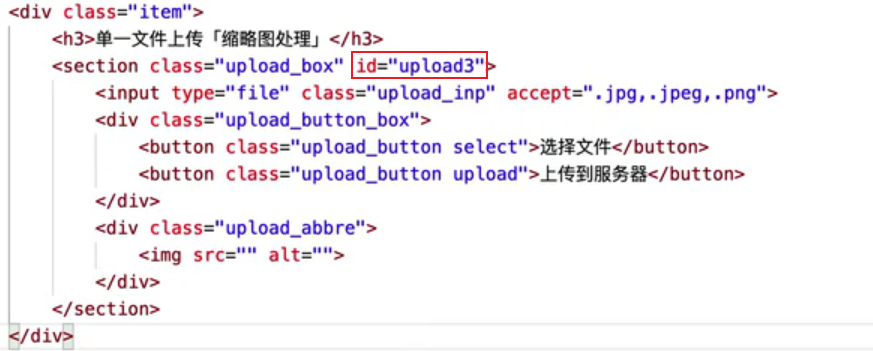 <div class="item">
<h3>单一文件上传「缩略图处理」</h3>
<section class="upload_box" id="upload3">
<input type="file" class="upload_inp" accept=".jpg,.jpeg,.png">
<div class="upload_button_box">
<button class="upload_button select">选择文件</button>
<button class="upload_button upload">上传到服务器</button>
</div>
<div class="upload_abbre">
<img src="" alt="">
</div>
</section>
</div>